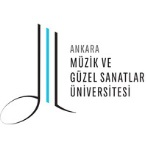 ANKARA
MÜZİK VE
GÜZEL SANATLAR
ÜNİVERSİTESİ